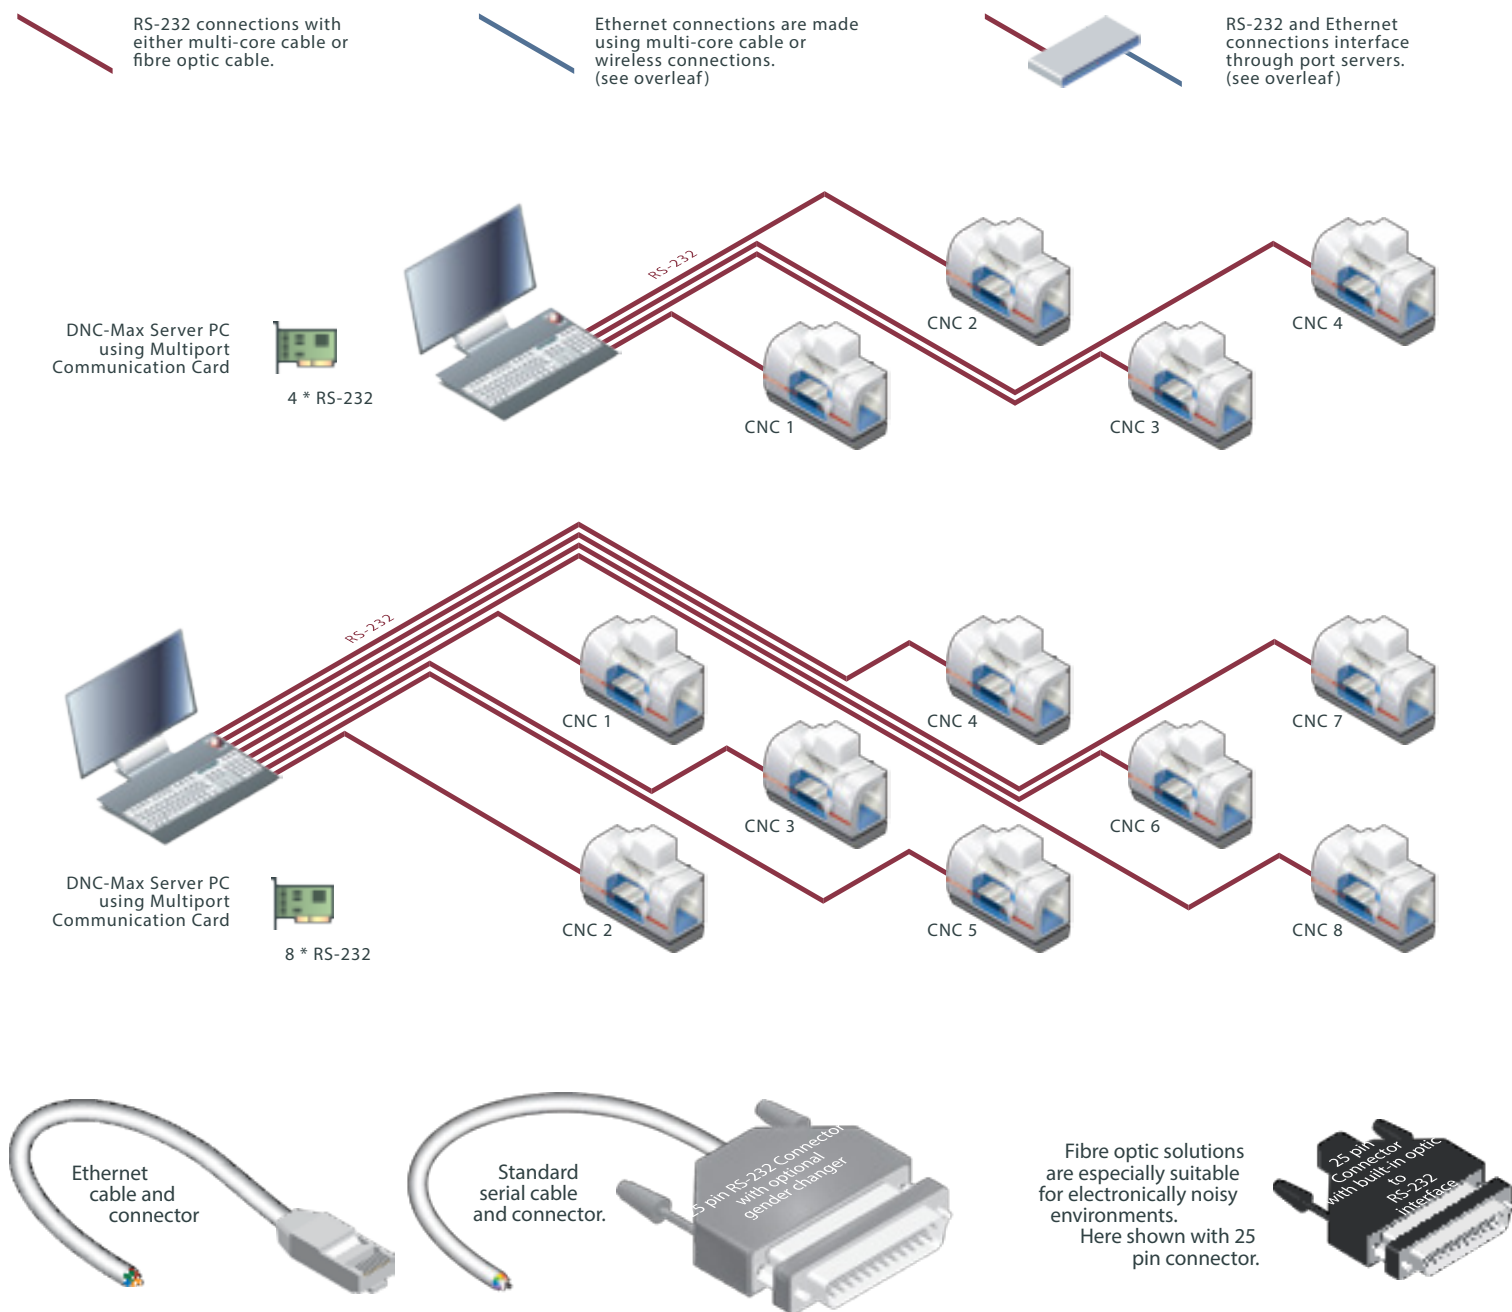 RS-232 connections with
either multi-core cable or
fibre optic cable.
Ethernet connections are made
using multi-core cable or
wireless connections.
(see overleaf)
RS-232 and Ethernet
connections interface
through port servers.
(see overleaf)
RS-232
DNC-Max Server PC
using Multiport
Communication Card
4 * RS-232
CNC 1
CNC 2
CNC 3
CNC 4
RS-232
DNC-Max Server PC
using Multiport
Communication Card
8 * RS-232
CNC 1
CNC 2
CNC 3
CNC 4
CNC 5
CNC 6
CNC 7
CNC 8
Ethernet
cable and
connector
Standard
serial cable
and connector.
25 pin RS-232 Connector
with optional
gender changer
Fibre optic solutions
are especially suitable
for electronically noisy
environments.
Here shown with 25
pin connector.
25 pin
Connector
with built-in optic
to
RS-232
interface